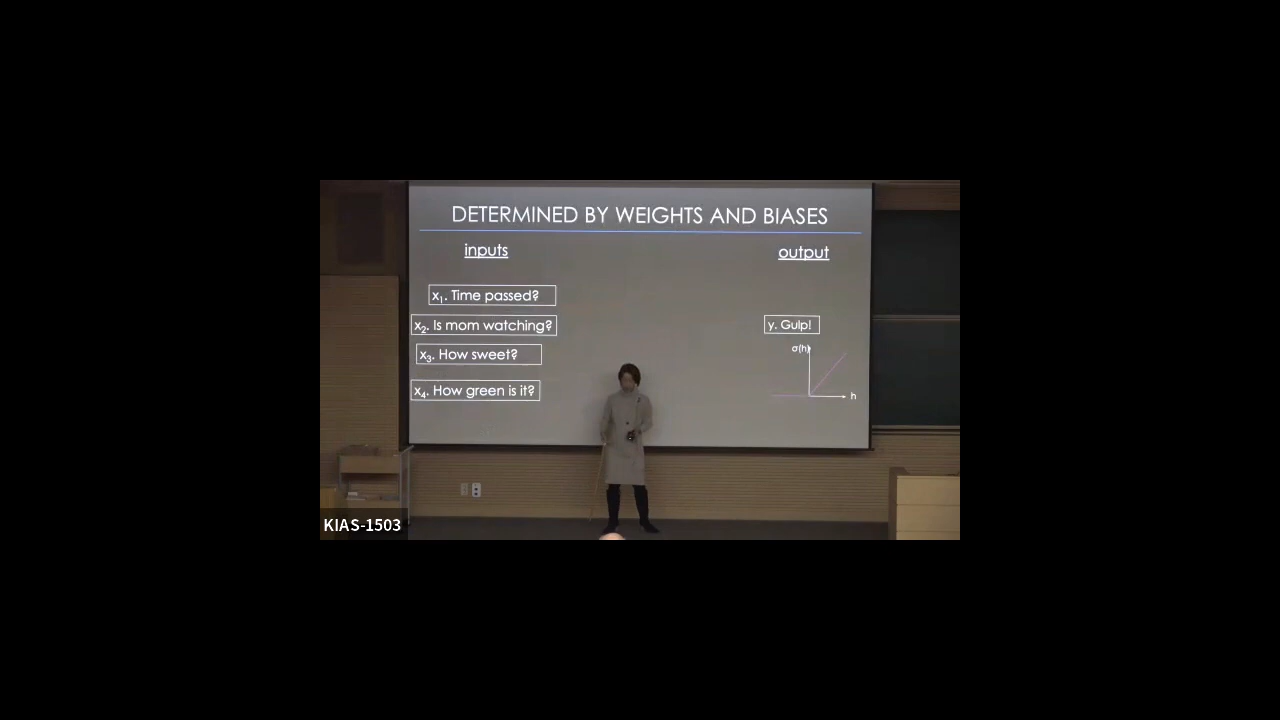 DETERMINED BY WEIGHTS AND BIASES
inputs
output
x₁. Time passed?
x₂. Is mom watching?
x₃. How sweet?
x₄. How green is it?
y. Gulp!
σ(h)
h
KIAS-1503